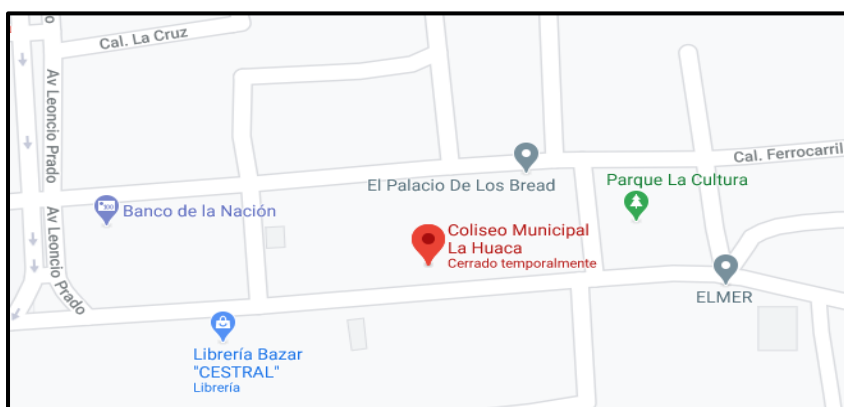 Cal. La Cruz
Av Leoncio Prado
El Palacio De Los Bread
Cal. Ferrocarril
Parque La Cultura
Banco de la Nación
Av Leoncio Prado
Coliseo Municipal
La Huaca
Cerrado temporalmente
ELMER
Librería Bazar
"CESTRAL"
Librería